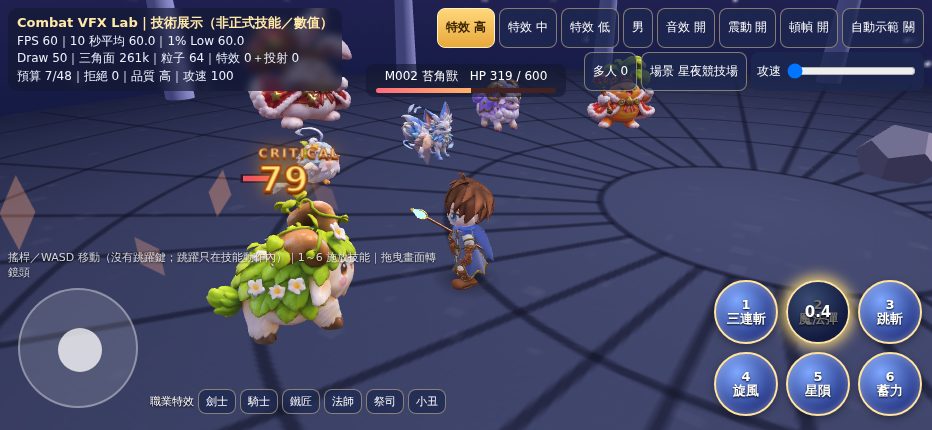 Combat VFX Lab｜技術展示（非正式技能／數值）
FPS 60｜10 秒平均 60.0｜1% Low 60.0
Draw 50｜三角面 261k｜粒子 64｜特效 0＋投射 0
預算 7/48｜拒絕 0｜品質 高｜攻速 100
特效 高
特效 中
特效 低
男
音效 開
震動 開
頓幀 開
自動示範 關
多人 0
場景 星夜競技場
攻速
M002 苔角獸 HP 319 / 600
CRITICAL
79
搖桿／WASD 移動（沒有跳躍鍵；跳躍只在技能動作內）｜1～6 施放技能｜拖曳畫面轉
鏡頭
1
三連斬
2
魔法彈
0.4
3
跳斬
4
旋風
5
星隕
6
蓄力
職業特效
劍士
騎士
鐵匠
法師
祭司
小丑